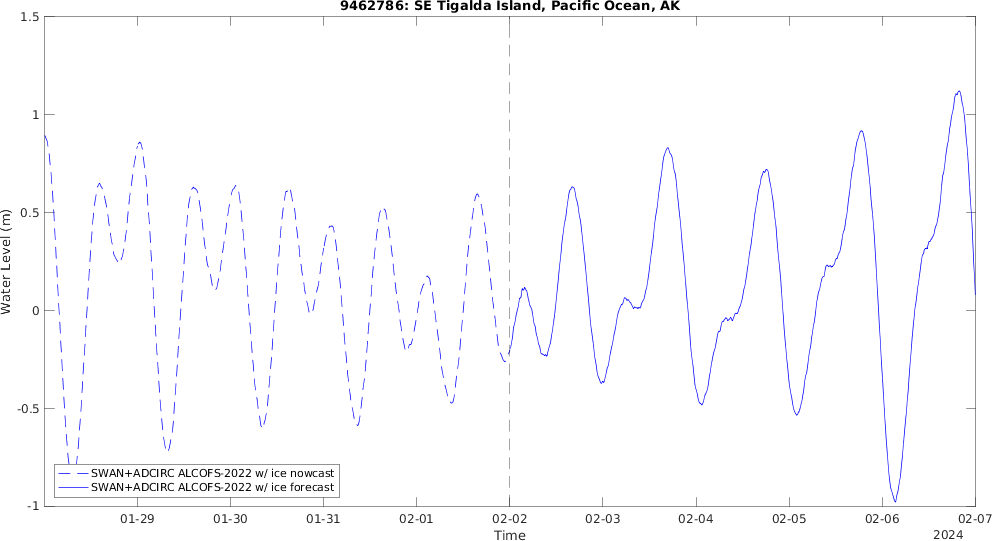 9462786: SE Tigalda Island, Pacific Ocean, AK
1.5
1
0.5
0
-0.5
-1
Water Level (m)
SWAN+ADCIRC ALCOFS-2022 w/ ice nowcast
SWAN+ADCIRC ALCOFS-2022 w/ ice forecast
01-29 01-30 01-31 02-01 02-02 02-03 02-04 02-05 02-06 02-07
Time
2024